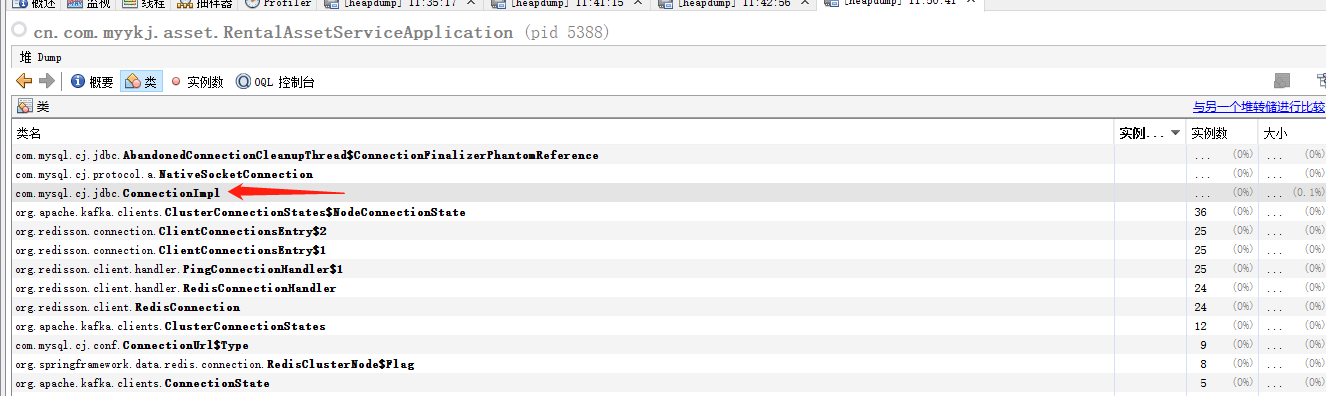 概述 监视 线程 抽样器 Profiler [heapdump] 11:35:17 [heapdump] 11:41:15 [heapdump] 11:42:56 [heapdump] 11:50:41
cn.com.myykj.asset.RentalAssetServiceApplication (pid 5388)
堆 Dump
概要 类 实例数 OQL 控制台
类 与另一个堆转储进行比较
类名 实例... 实例数 大小
com.mysql.cj.jdbc.AbandonedConnectionCleanupThread$ConnectionFinalizerPhantomReference ... (0%) ... (0%)
com.mysql.cj.protocol.a.NativeSocketConnection ... (0%) ... (0%)
com.mysql.cj.jdbc.ConnectionImpl ... (0%) ... (0.1%)
org.apache.kafka.clients.ClusterConnectionStates$NodeConnectionState 36 (0%) ... (0%)
org.redisson.connection.ClientConnectionsEntry$2 25 (0%) ... (0%)
org.redisson.connection.ClientConnectionsEntry$1 25 (0%) ... (0%)
org.redisson.client.handler.PingConnectionHandler$1 25 (0%) ... (0%)
org.redisson.client.handler.RedisConnectionHandler 24 (0%) ... (0%)
org.redisson.client.RedisConnection 24 (0%) ... (0%)
org.apache.kafka.clients.ClusterConnectionStates 12 (0%) ... (0%)
com.mysql.cj.conf.ConnectionUrl$Type 9 (0%) ... (0%)
org.springframework.data.redis.connection.RedisClusterNode$Flag 8 (0%) ... (0%)
org.apache.kafka.clients.ConnectionState 5 (0%) ... (0%)